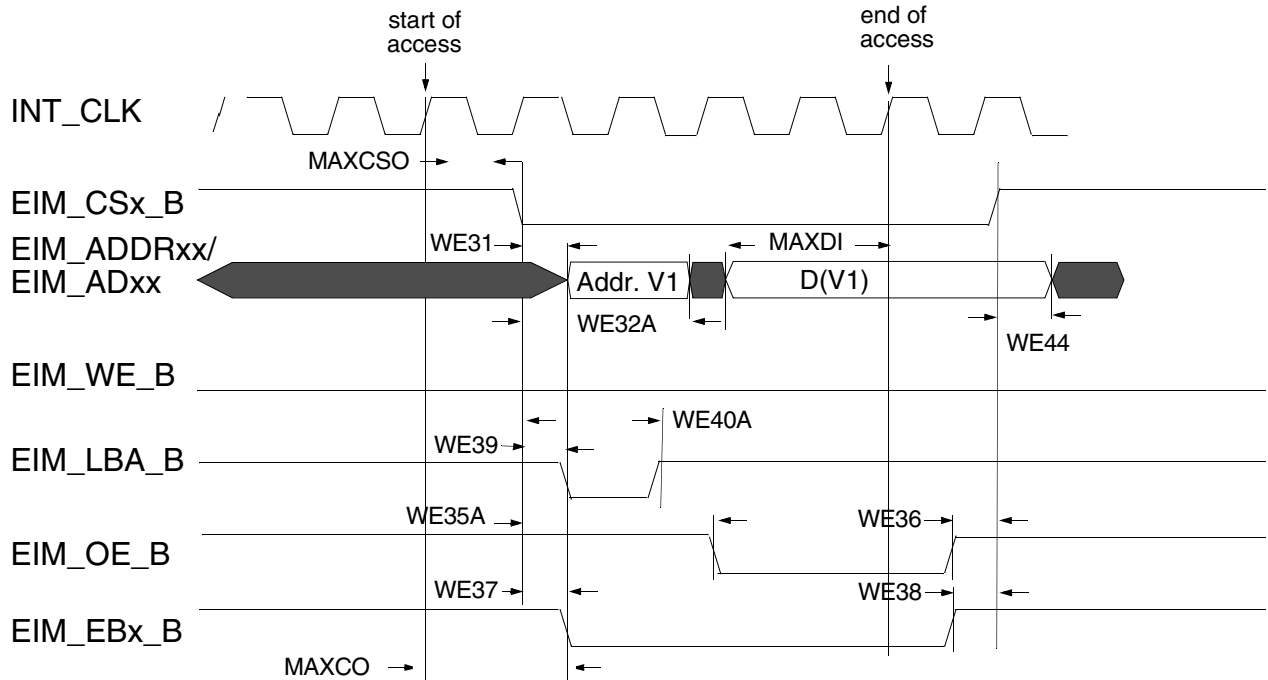 start of
access
end of
access
INT_CLK
MAXCSO
EIM_CSx_B
EIM_ADDRxx/
EIM_ADxx
WE31
MAXDI
Addr. V1
D(V1)
WE32A
WE44
EIM_WE_B
WE40A
WE39
EIM_LBA_B
WE35A
WE36
EIM_OE_B
WE37
WE38
EIM_EBx_B
MAXCO